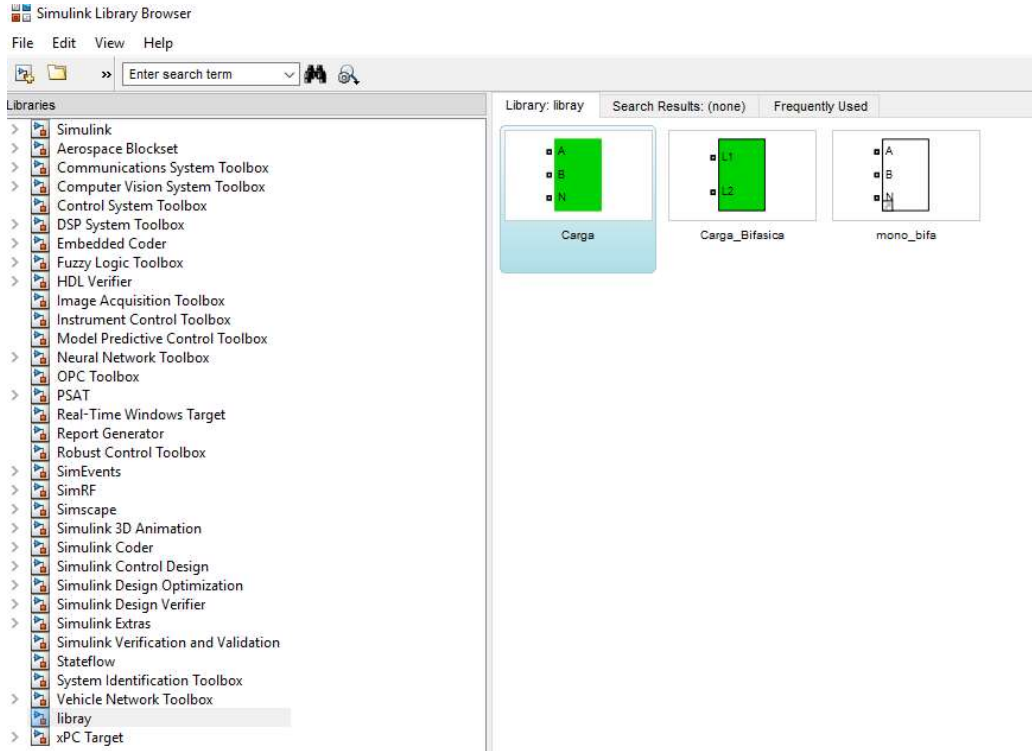 Simulink Library Browser
File Edit View Help
» Enter search term
Libraries
Simulink
Aerospace Blockset
Communications System Toolbox
Computer Vision System Toolbox
Control System Toolbox
DSP System Toolbox
Embedded Coder
Fuzzy Logic Toolbox
HDL Verifier
Image Acquisition Toolbox
Instrument Control Toolbox
Model Predictive Control Toolbox
Neural Network Toolbox
OPC Toolbox
PSAT
Real-Time Windows Target
Report Generator
Robust Control Toolbox
SimEvents
SimRF
Simscape
Simulink 3D Animation
Simulink Coder
Simulink Control Design
Simulink Design Optimization
Simulink Design Verifier
Simulink Extras
Simulink Verification and Validation
Stateflow
System Identification Toolbox
Vehicle Network Toolbox
libray
xPC Target
Library: libray Search Results: (none) Frequently Used
A
B
N
Carga
L1
L2
Carga_Bifasica
A
B
N
mono_bifa